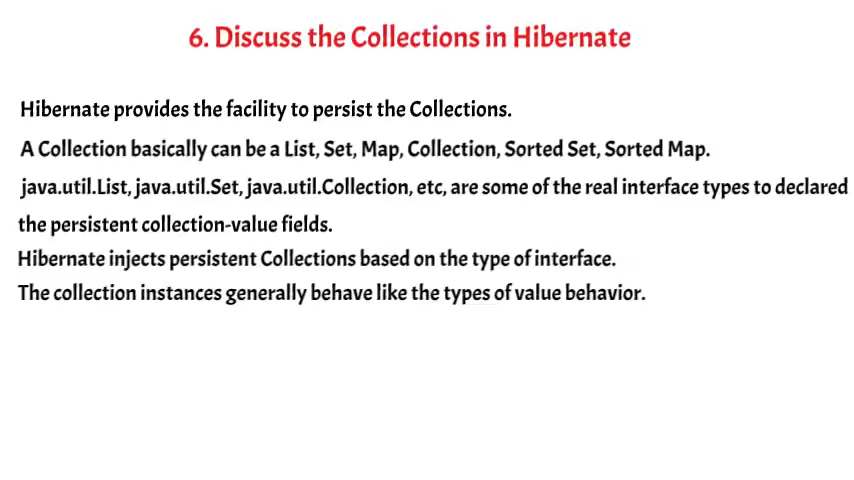 6. Discuss the Collections in Hibernate
Hibernate provides the facility to persist the Collections.
A Collection basically can be a List, Set, Map, Collection, Sorted Set, Sorted Map.
java.util.List, java.util.Set, java.util.Collection, etc, are some of the real interface types to declared
the persistent collection-value fields.
Hibernate injects persistent Collections based on the type of interface.
The collection instances generally behave like the types of value behavior.